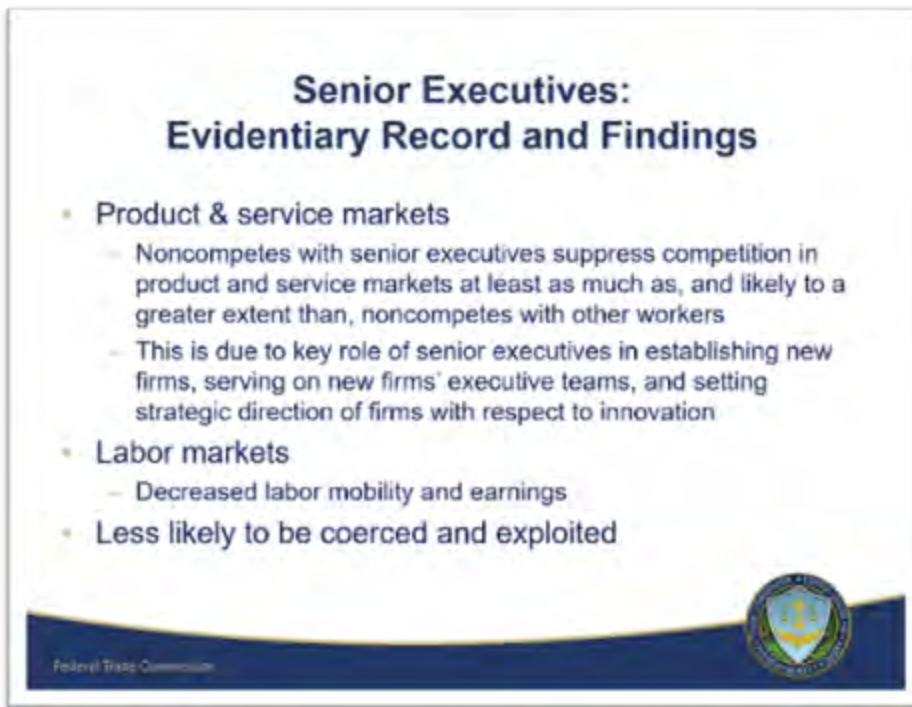 Senior Executives:
Evidentiary Record and Findings
• Product & service markets
– Noncompetes with senior executives suppress competition in
product and service markets at least as much as, and likely to a
greater extent than, noncompetes with other workers
– This is due to key role of senior executives in establishing new
firms, serving on new firms' executive teams, and setting
strategic direction of firms with respect to innovation
• Labor markets
– Decreased labor mobility and earnings
• Less likely to be coerced and exploited
Federal Trade Commission